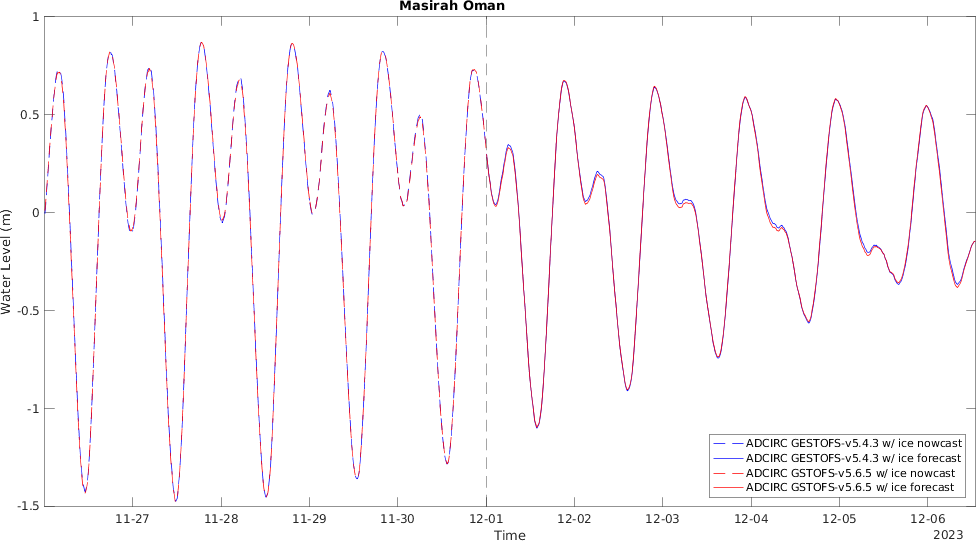 Masirah Oman
Water Level (m)
1
0.5
0
-0.5
-1
-1.5
11-27
11-28
11-29
11-30
12-01
12-02
12-03
12-04
12-05
12-06
Time
2023
ADCIRC GESTOFS-v5.4.3 w/ ice nowcast
ADCIRC GESTOFS-v5.4.3 w/ ice forecast
ADCIRC GSTOFS-v5.6.5 w/ ice nowcast
ADCIRC GSTOFS-v5.6.5 w/ ice forecast